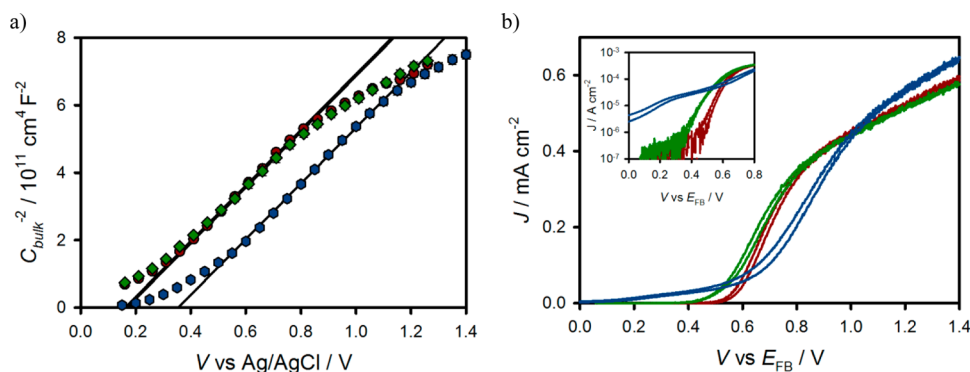 a)
C_bulk^-2 / 10^11 cm^4 F^-2
8
6
4
2
0
0.0 0.2 0.4 0.6 0.8 1.0 1.2 1.4
V vs Ag/AgCl / V
b)
J / mA cm^-2
0.6
0.4
0.2
0.0
0.0 0.2 0.4 0.6 0.8 1.0 1.2 1.4
V vs E_FB / V
J / A cm^-2
10^-3
10^-4
10^-5
10^-6
10^-7
0.0 0.2 0.4 0.6 0.8
V vs E_FB / V